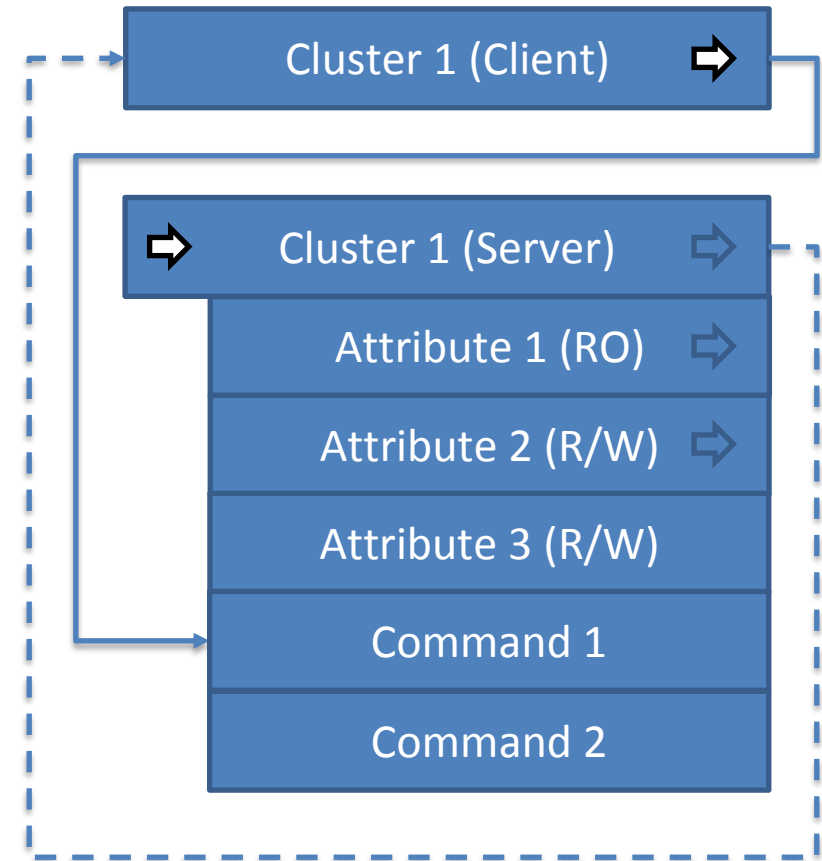 Cluster 1 (Client)
Cluster 1 (Server)
Attribute 1 (RO)
Attribute 2 (R/W)
Attribute 3 (R/W)
Command 1
Command 2